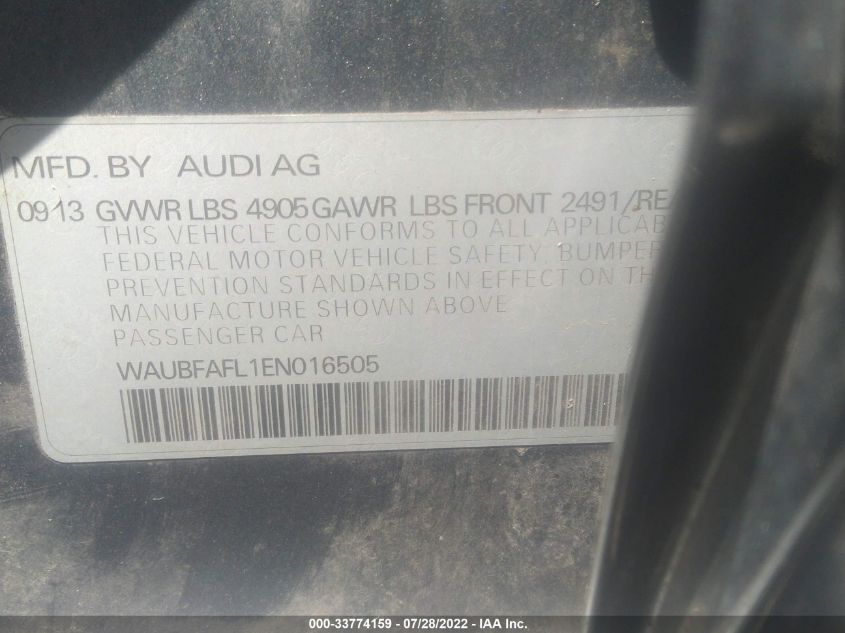 MFD. BY AUDI AG
0913 GVWR LBS 4905 GAWR LBS FRONT 2491/REA
THIS VEHICLE CONFORMS TO ALL APPLICAB
FEDERAL MOTOR VEHICLE SAFETY, BUMPER
PREVENTION STANDARDS IN EFFECT ON TH
MANUFACTURE SHOWN ABOVE
PASSENGER CAR
WAUBFAFL1EN016505
000-33774159 - 07/28/2022 - IAA Inc.